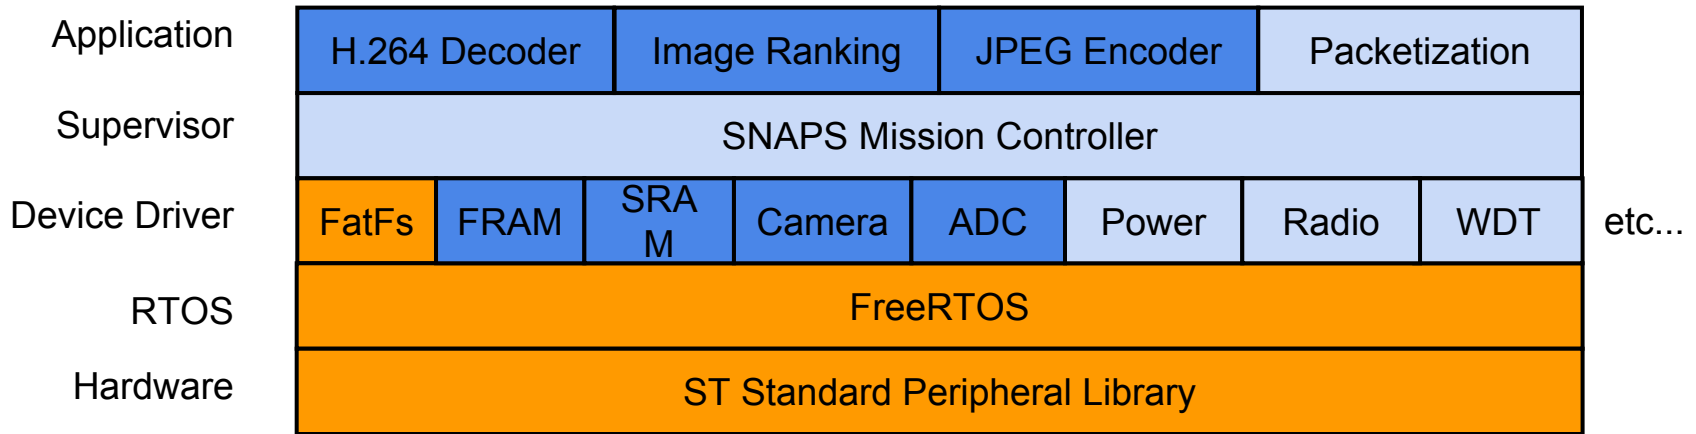 Application
H.264 Decoder
Image Ranking
JPEG Encoder
Packetization
Supervisor
SNAPS Mission Controller
Device Driver
FatFs
FRAM
SRA
M
Camera
ADC
Power
Radio
WDT
etc...
RTOS
FreeRTOS
Hardware
ST Standard Peripheral Library